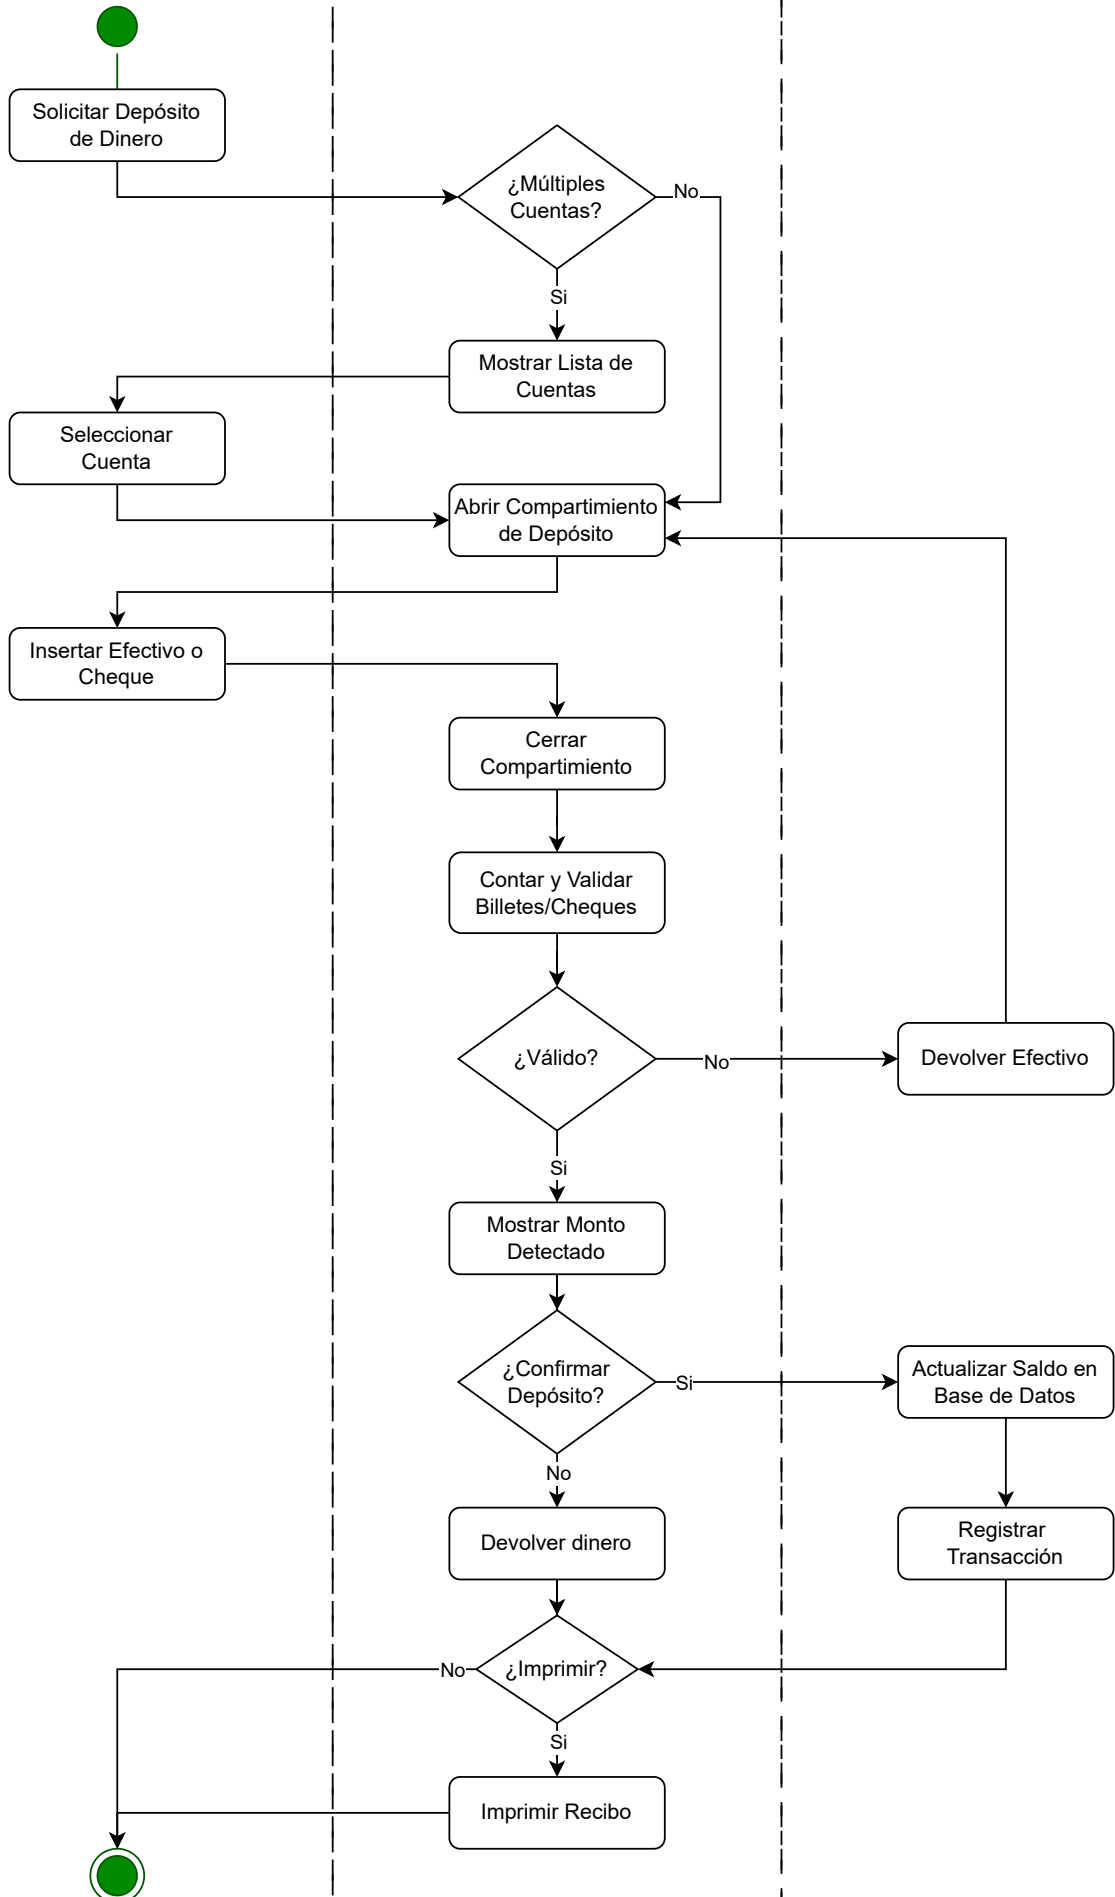 Solicitar Depósito
de Dinero
¿Múltiples
Cuentas?
No
Si
Mostrar Lista de
Cuentas
Seleccionar
Cuenta
Abrir Compartimiento
de Depósito
Insertar Efectivo o
Cheque
Cerrar
Compartimiento
Contar y Validar
Billetes/Cheques
¿Válido?
No
Devolver Efectivo
Si
Mostrar Monto
Detectado
¿Confirmar
Depósito?
Si
Actualizar Saldo en
Base de Datos
No
Devolver dinero
Registrar
Transacción
¿Imprimir?
No
Si
Imprimir Recibo